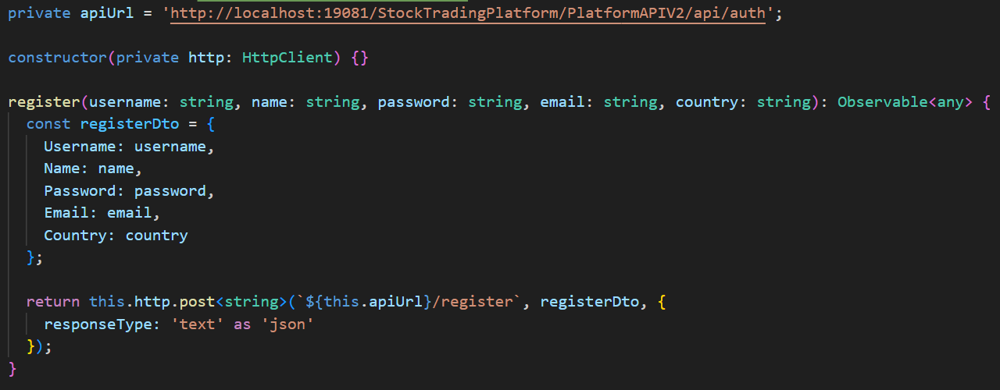 private apiUrl = 'http://localhost:19081/StockTradingPlatform/PlatformAPIV2/api/auth';
constructor(private http: HttpClient) {}
register(username: string, name: string, password: string, email: string, country: string): Observable<any> {
const registerDto = {
Username: username,
Name: name,
Password: password,
Email: email,
Country: country
};
return this.http.post<string>(`${this.apiUrl}/register`, registerDto, {
responseType: 'text' as 'json'
});
}